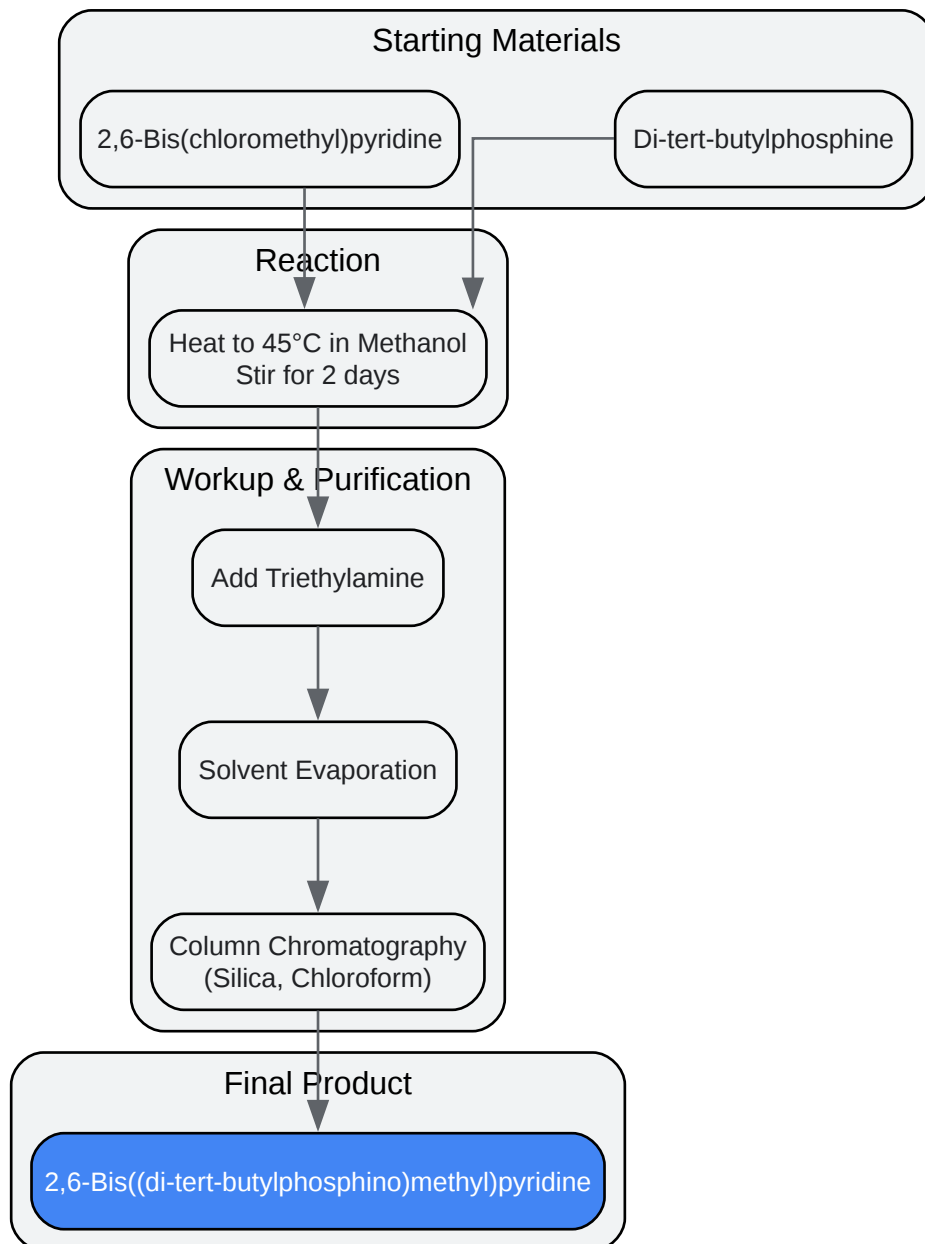 Starting Materials
2,6-Bis(chloromethyl)pyridine
Di-tert-butylphosphine
Reaction
Heat to 45°C in Methanol
Stir for 2 days
Workup & Purification
Add Triethylamine
Solvent Evaporation
Column Chromatography
(Silica, Chloroform)
Final Product
2,6-Bis((di-tert-butylphosphino)methyl)pyridine